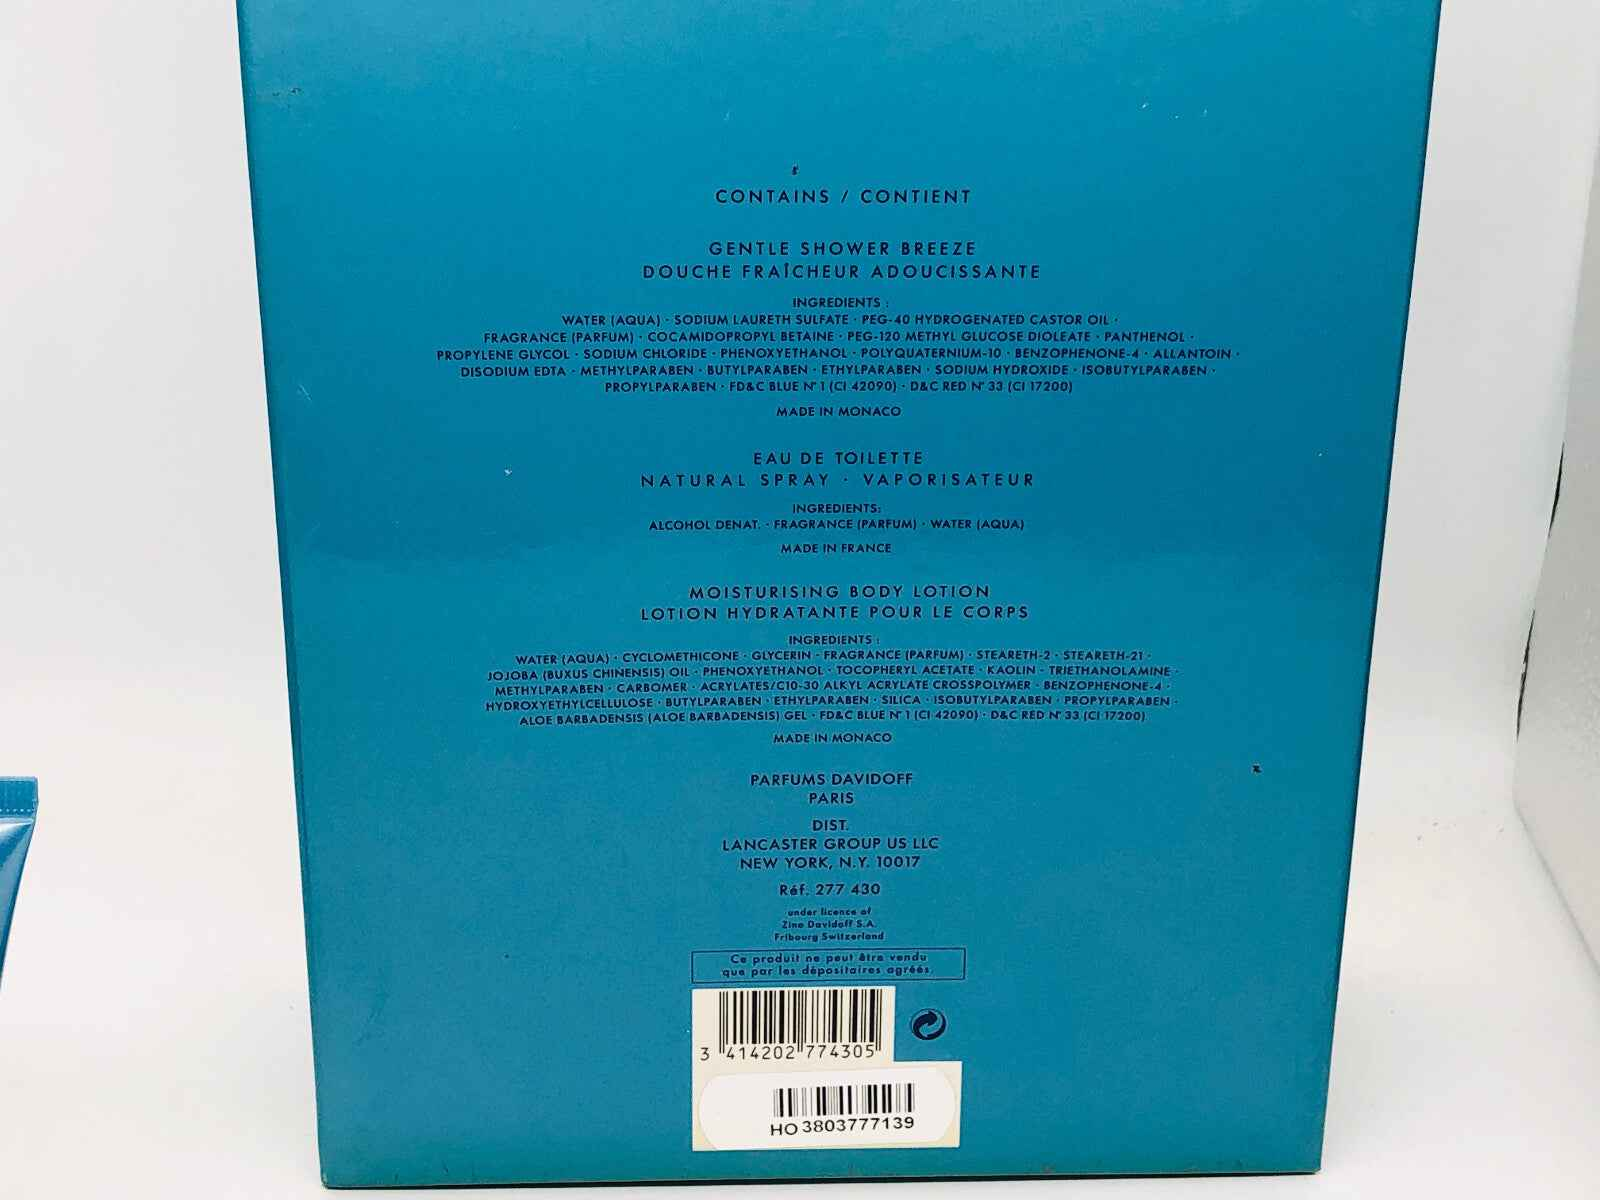 CONTAINS / CONTIENT
GENTLE SHOWER BREEZE
DOUCHE FRAÎCHEUR ADOUCISSANTE
INGREDIENTS :
WATER (AQUA) · SODIUM LAURETH SULFATE · PEG-40 HYDROGENATED CASTOR OIL ·
FRAGRANCE (PARFUM) · COCAMIDOPROPYL BETAINE · PEG-120 METHYL GLUCOSE DIOLEATE · PANTHENOL ·
PROPYLENE GLYCOL · SODIUM CHLORIDE · PHENOXYETHANOL · POLYQUATERNIUM-10 · BENZOPHENONE-4 · ALLANTOIN ·
DISODIUM EDTA · METHYLPARABEN · BUTYLPARABEN · ETHYLPARABEN · SODIUM HYDROXIDE · ISOBUTYLPARABEN ·
PROPYLPARABEN · FD&C BLUE N° 1 (CI 42090) · D&C RED N° 33 (CI 17200)
MADE IN MONACO
EAU DE TOILETTE
NATURAL SPRAY · VAPORISATEUR
INGREDIENTS:
ALCOHOL DENAT. · FRAGRANCE (PARFUM) · WATER (AQUA)
MADE IN FRANCE
MOISTURISING BODY LOTION
LOTION HYDRATANTE POUR LE CORPS
INGREDIENTS :
WATER (AQUA) · CYCLOMETHICONE · GLYCERIN · FRAGRANCE (PARFUM) · STEARETH-2 · STEARETH-21 ·
JOJOBA (BUXUS CHINENSIS) OIL · PHENOXYETHANOL · TOCOPHERYL ACETATE · KAOLIN · TRIETHANOLAMINE ·
METHYLPARABEN · CARBOMER · ACRYLATES/C10-30 ALKYL ACRYLATE CROSSPOLYMER · BENZOPHENONE-4 ·
HYDROXYETHYLCELLULOSE · BUTYLPARABEN · ETHYLPARABEN · SILICA · ISOBUTYLPARABEN · PROPYLPARABEN ·
ALOE BARBADENSIS (ALOE BARBADENSIS) GEL · FD&C BLUE N° 1 (CI 42090) · D&C RED N° 33 (CI 17200)
MADE IN MONACO
PARFUMS DAVIDOFF
PARIS
DIST.
LANCASTER GROUP US LLC
NEW YORK, N.Y. 10017
Réf. 277 430
under licence of
Zino Davidoff S.A.
Fribourg Switzerland
Ce produit ne peut être vendu
que par les dépositaires agréés
3 414202 774305
HO 3803777139